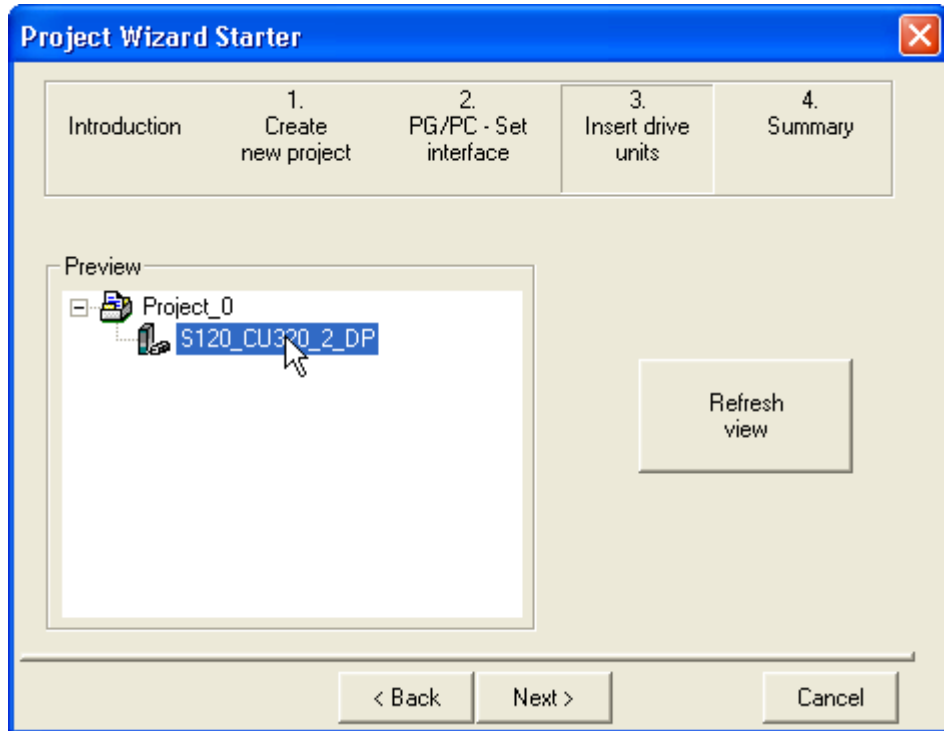 Project Wizard Starter
Introduction
1.
Create
new project
2.
PG/PC - Set
interface
3.
Insert drive
units
4.
Summary
Preview
Project_0
S120_CU320_2_DP
Refresh
view
< Back
Next >
Cancel